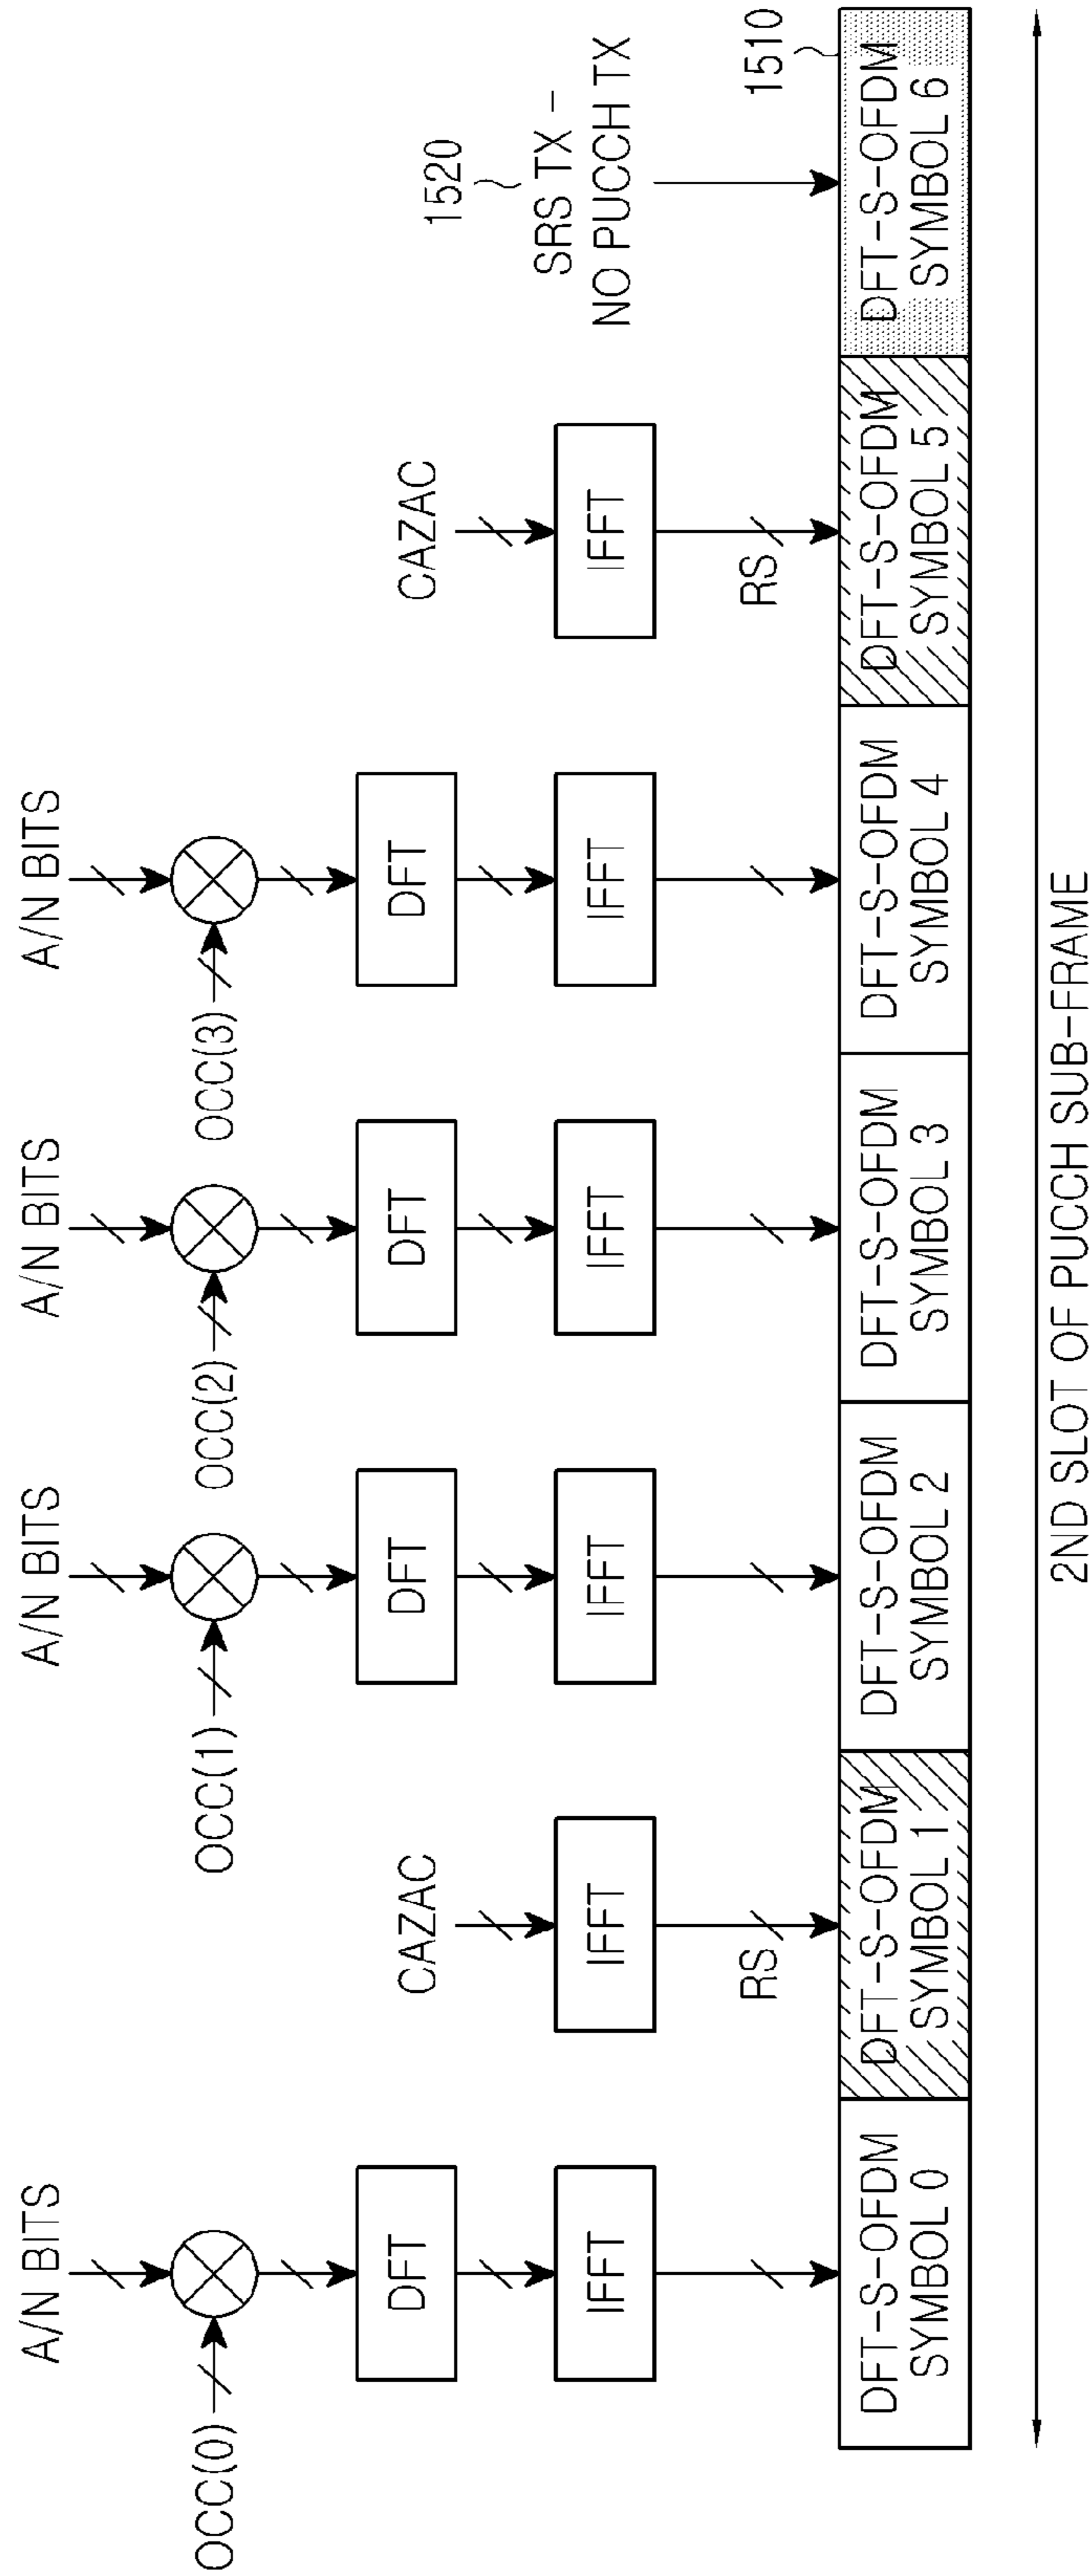 A/N BITS
A/N BITS
A/N BITS
A/N BITS
OCC(0)
OCC(1)
OCC(2)
OCC(3)
DFT
DFT
DFT
DFT
CAZAC
CAZAC
1520
SRS TX -
NO PUCCH TX
IFFT
IFFT
IFFT
IFFT
IFFT
IFFT
RS
RS
1510
DFT-S-OFDM
SYMBOL 0
DFT-S-OFDM
SYMBOL 1
DFT-S-OFDM
SYMBOL 2
DFT-S-OFDM
SYMBOL 3
DFT-S-OFDM
SYMBOL 4
DFT-S-OFDM
SYMBOL 5
DFT-S-OFDM
SYMBOL 6
2ND SLOT OF PUCCH SUB-FRAME